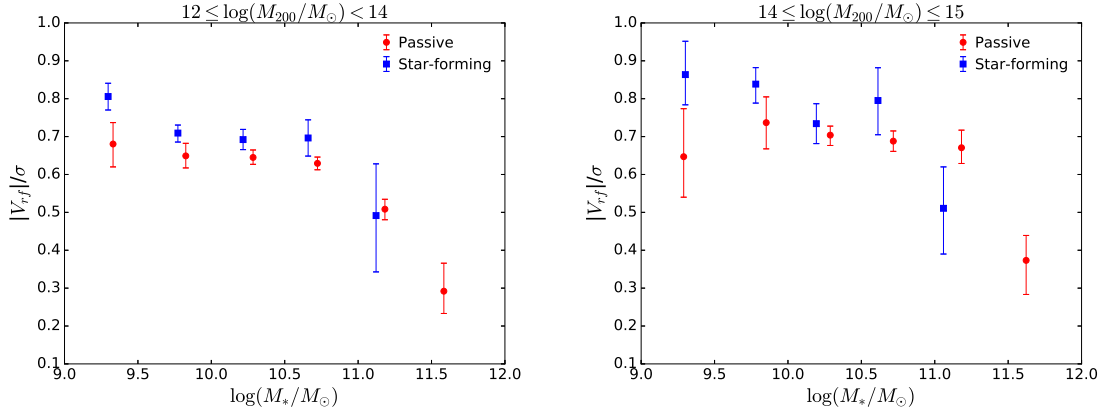 12 ≤ log(M₂₀₀/M⊙) < 14
1.0
0.9
0.8
0.7
0.6
0.5
0.4
0.3
0.2
0.1
|V_rf|/σ
Passive
Star-forming
9.0 9.5 10.0 10.5 11.0 11.5 12.0
log(M_*/M⊙)
14 ≤ log(M₂₀₀/M⊙) ≤ 15
1.0
0.9
0.8
0.7
0.6
0.5
0.4
0.3
0.2
0.1
|V_rf|/σ
Passive
Star-forming
9.0 9.5 10.0 10.5 11.0 11.5 12.0
log(M_*/M⊙)